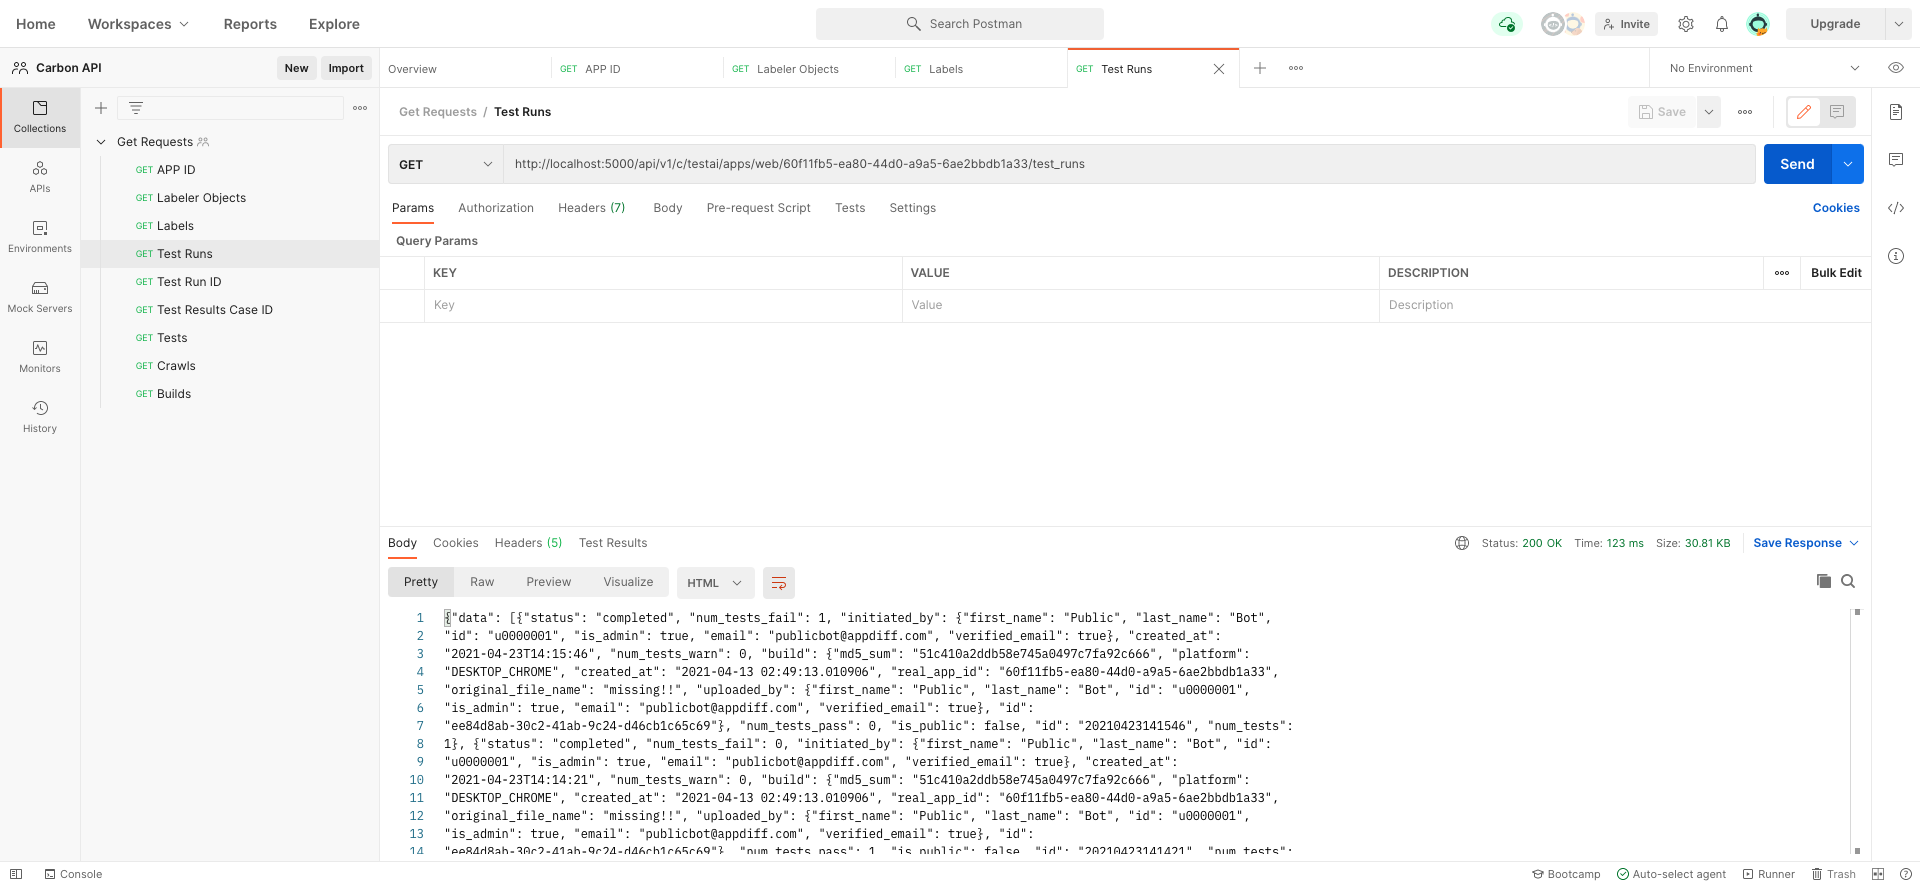 Home Workspaces Reports Explore Search Postman Invite Upgrade
Carbon API New Import
Overview GET APP ID GET Labeler Objects GET Labels GET Test Runs No Environment
Collections
APIs
Environments
Mock Servers
Monitors
History
Get Requests
GET APP ID
GET Labeler Objects
GET Labels
GET Test Runs
GET Test Run ID
GET Test Results Case ID
GET Tests
GET Crawls
GET Builds
Get Requests / Test Runs Save
GET http://localhost:5000/api/v1/c/testai/apps/web/60f11fb5-ea80-44d0-a9a5-6ae2bbdb1a33/test_runs Send
Params Authorization Headers (7) Body Pre-request Script Tests Settings Cookies
Query Params
KEY VALUE DESCRIPTION Bulk Edit
Key Value Description
Body Cookies Headers (5) Test Results Status: 200 OK Time: 123 ms Size: 30.81 KB Save Response
Pretty Raw Preview Visualize HTML
1 {"data": [{"status": "completed", "num_tests_fail": 1, "initiated_by": {"first_name": "Public", "last_name": "Bot",
2 "id": "u0000001", "is_admin": true, "email": "publicbot@appdiff.com", "verified_email": true}, "created_at":
3 "2021-04-23T14:15:46", "num_tests_warn": 0, "build": {"md5_sum": "51c410a2ddb58e745a0497c7fa92c666", "platform":
4 "DESKTOP_CHROME", "created_at": "2021-04-13 02:49:13.010906", "real_app_id": "60f11fb5-ea80-44d0-a9a5-6ae2bbdb1a33",
5 "original_file_name": "missing!!", "uploaded_by": {"first_name": "Public", "last_name": "Bot", "id": "u0000001",
6 "is_admin": true, "email": "publicbot@appdiff.com", "verified_email": true}, "id":
7 "ee84d8ab-30c2-41ab-9c24-d46cb1c65c69"}, "num_tests_pass": 0, "is_public": false, "id": "20210423141546", "num_tests":
8 1}, {"status": "completed", "num_tests_fail": 0, "initiated_by": {"first_name": "Public", "last_name": "Bot", "id":
9 "u0000001", "is_admin": true, "email": "publicbot@appdiff.com", "verified_email": true}, "created_at":
10 "2021-04-23T14:14:21", "num_tests_warn": 0, "build": {"md5_sum": "51c410a2ddb58e745a0497c7fa92c666", "platform":
11 "DESKTOP_CHROME", "created_at": "2021-04-13 02:49:13.010906", "real_app_id": "60f11fb5-ea80-44d0-a9a5-6ae2bbdb1a33",
12 "original_file_name": "missing!!", "uploaded_by": {"first_name": "Public", "last_name": "Bot", "id": "u0000001",
13 "is_admin": true, "email": "publicbot@appdiff.com", "verified_email": true}, "id":
14 "ee84d8ab-30c2-41ab-9c24-d46cb1c65c69"}, "num_tests_pass": 1, "is_public": false, "id": "20210423141421", "num_tests":
Console Bootcamp Auto-select agent Runner Trash